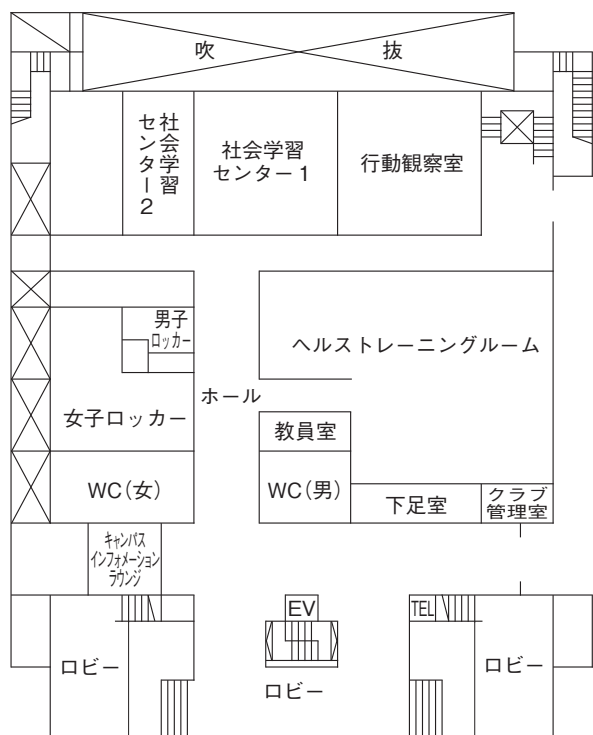 吹 抜
社会学習
センター2
社会学習
センター1
行動観察室
男子
ロッカー
ヘルストレーニングルーム
ホール
女子ロッカー
教員室
WC(女)
WC(男)
下足室
クラブ
管理室
キャンパス
インフォメーション
ラウンジ
EV
TEL
ロビー
ロビー
ロビー